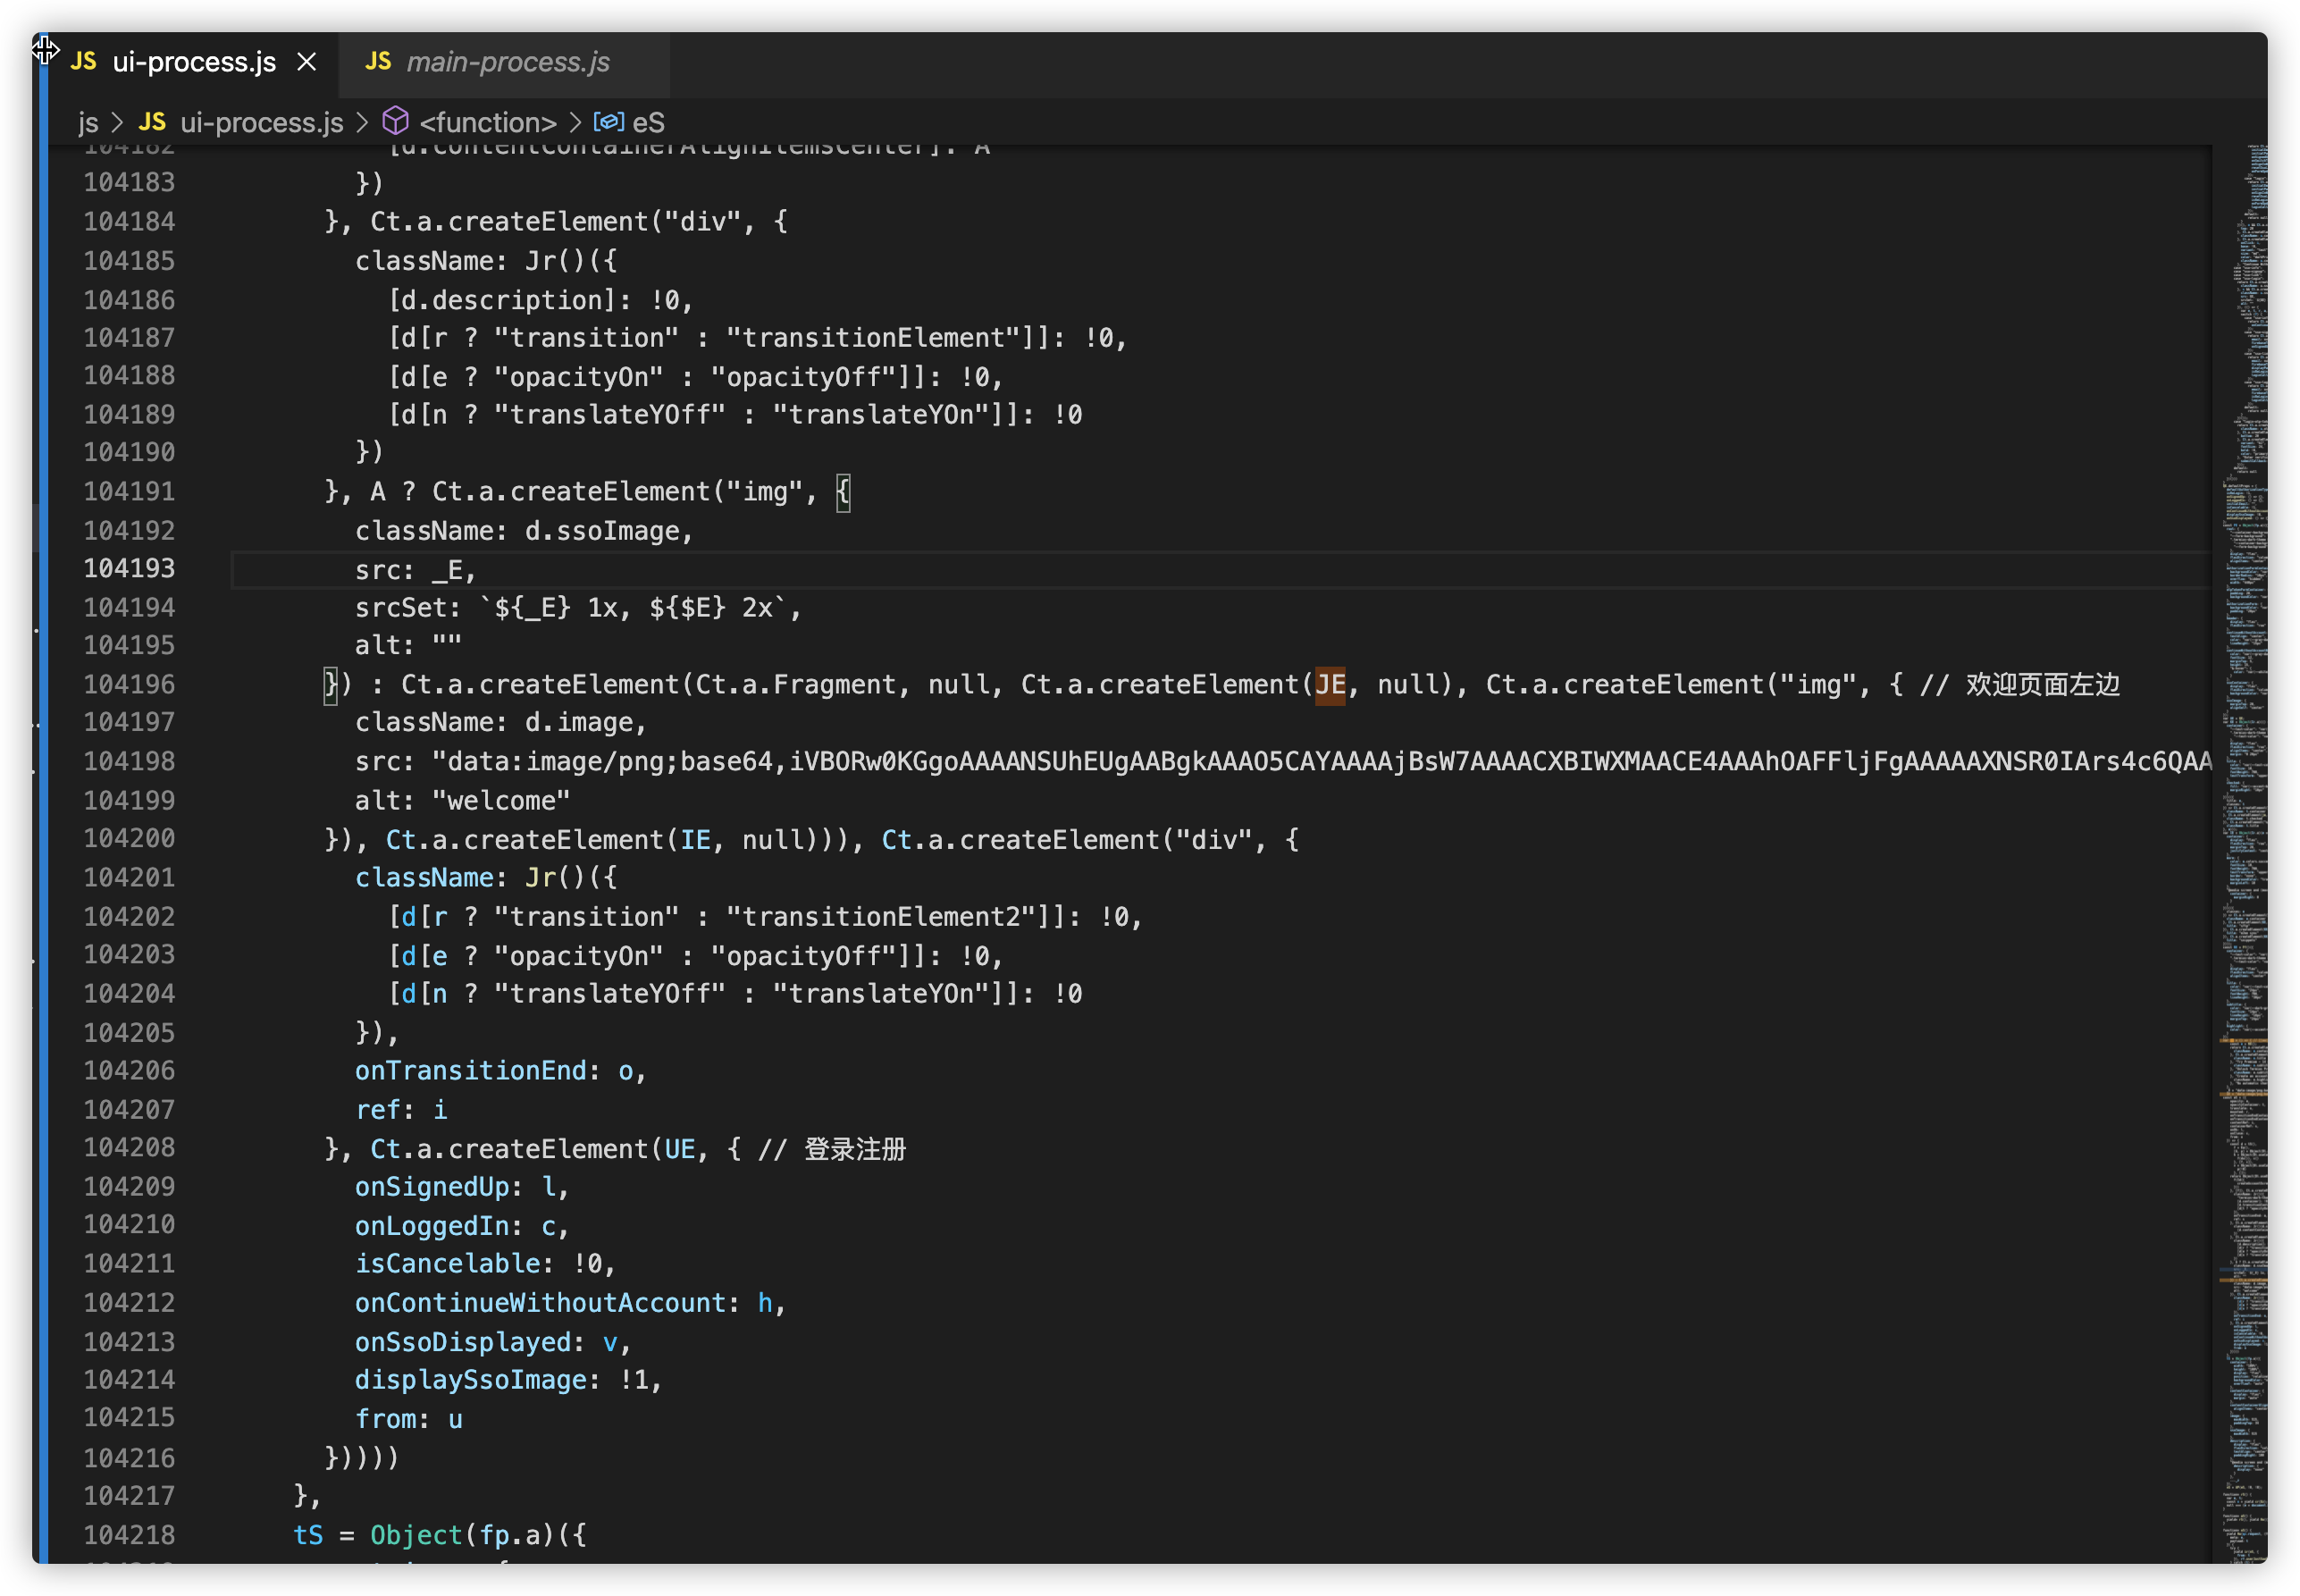 JS ui-process.js × JS main-process.js
js > JS ui-process.js > <function> > eS
104182 [d.contentContainerAlignItemsCenter]: A
104183 })
104184 }, Ct.a.createElement("div", {
104185 className: Jr()({
104186 [d.description]: !0,
104187 [d[r ? "transition" : "transitionElement"]]: !0,
104188 [d[e ? "opacityOn" : "opacityOff"]]: !0,
104189 [d[n ? "translateYOff" : "translateYOn"]]: !0
104190 })
104191 }, A ? Ct.a.createElement("img", {
104192 className: d.ssoImage,
104193 src: _E,
104194 srcSet: `${_E} 1x, ${$E} 2x`,
104195 alt: ""
104196 }) : Ct.a.createElement(Ct.a.Fragment, null, Ct.a.createElement(JE, null), Ct.a.createElement("img", { // 欢迎页面左边
104197 className: d.image,
104198 src: "data:image/png;base64,iVBORw0KGgoAAAANSUhEUgAABgkAAAO5CAYAAAAjBsW7AAAACXBIWXMAACE4AAAhOAFFljFgAAAAAXNSR0IArs4c6QAA
104199 alt: "welcome"
104200 }), Ct.a.createElement(IE, null))), Ct.a.createElement("div", {
104201 className: Jr()({
104202 [d[r ? "transition" : "transitionElement2"]]: !0,
104203 [d[e ? "opacityOn" : "opacityOff"]]: !0,
104204 [d[n ? "translateYOff" : "translateYOn"]]: !0
104205 }),
104206 onTransitionEnd: o,
104207 ref: i
104208 }, Ct.a.createElement(UE, { // 登录注册
104209 onSignedUp: l,
104210 onLoggedIn: c,
104211 isCancelable: !0,
104212 onContinueWithoutAccount: h,
104213 onSsoDisplayed: v,
104214 displaySsoImage: !1,
104215 from: u
104216 }))))
104217 },
104218 tS = Object(fp.a)({